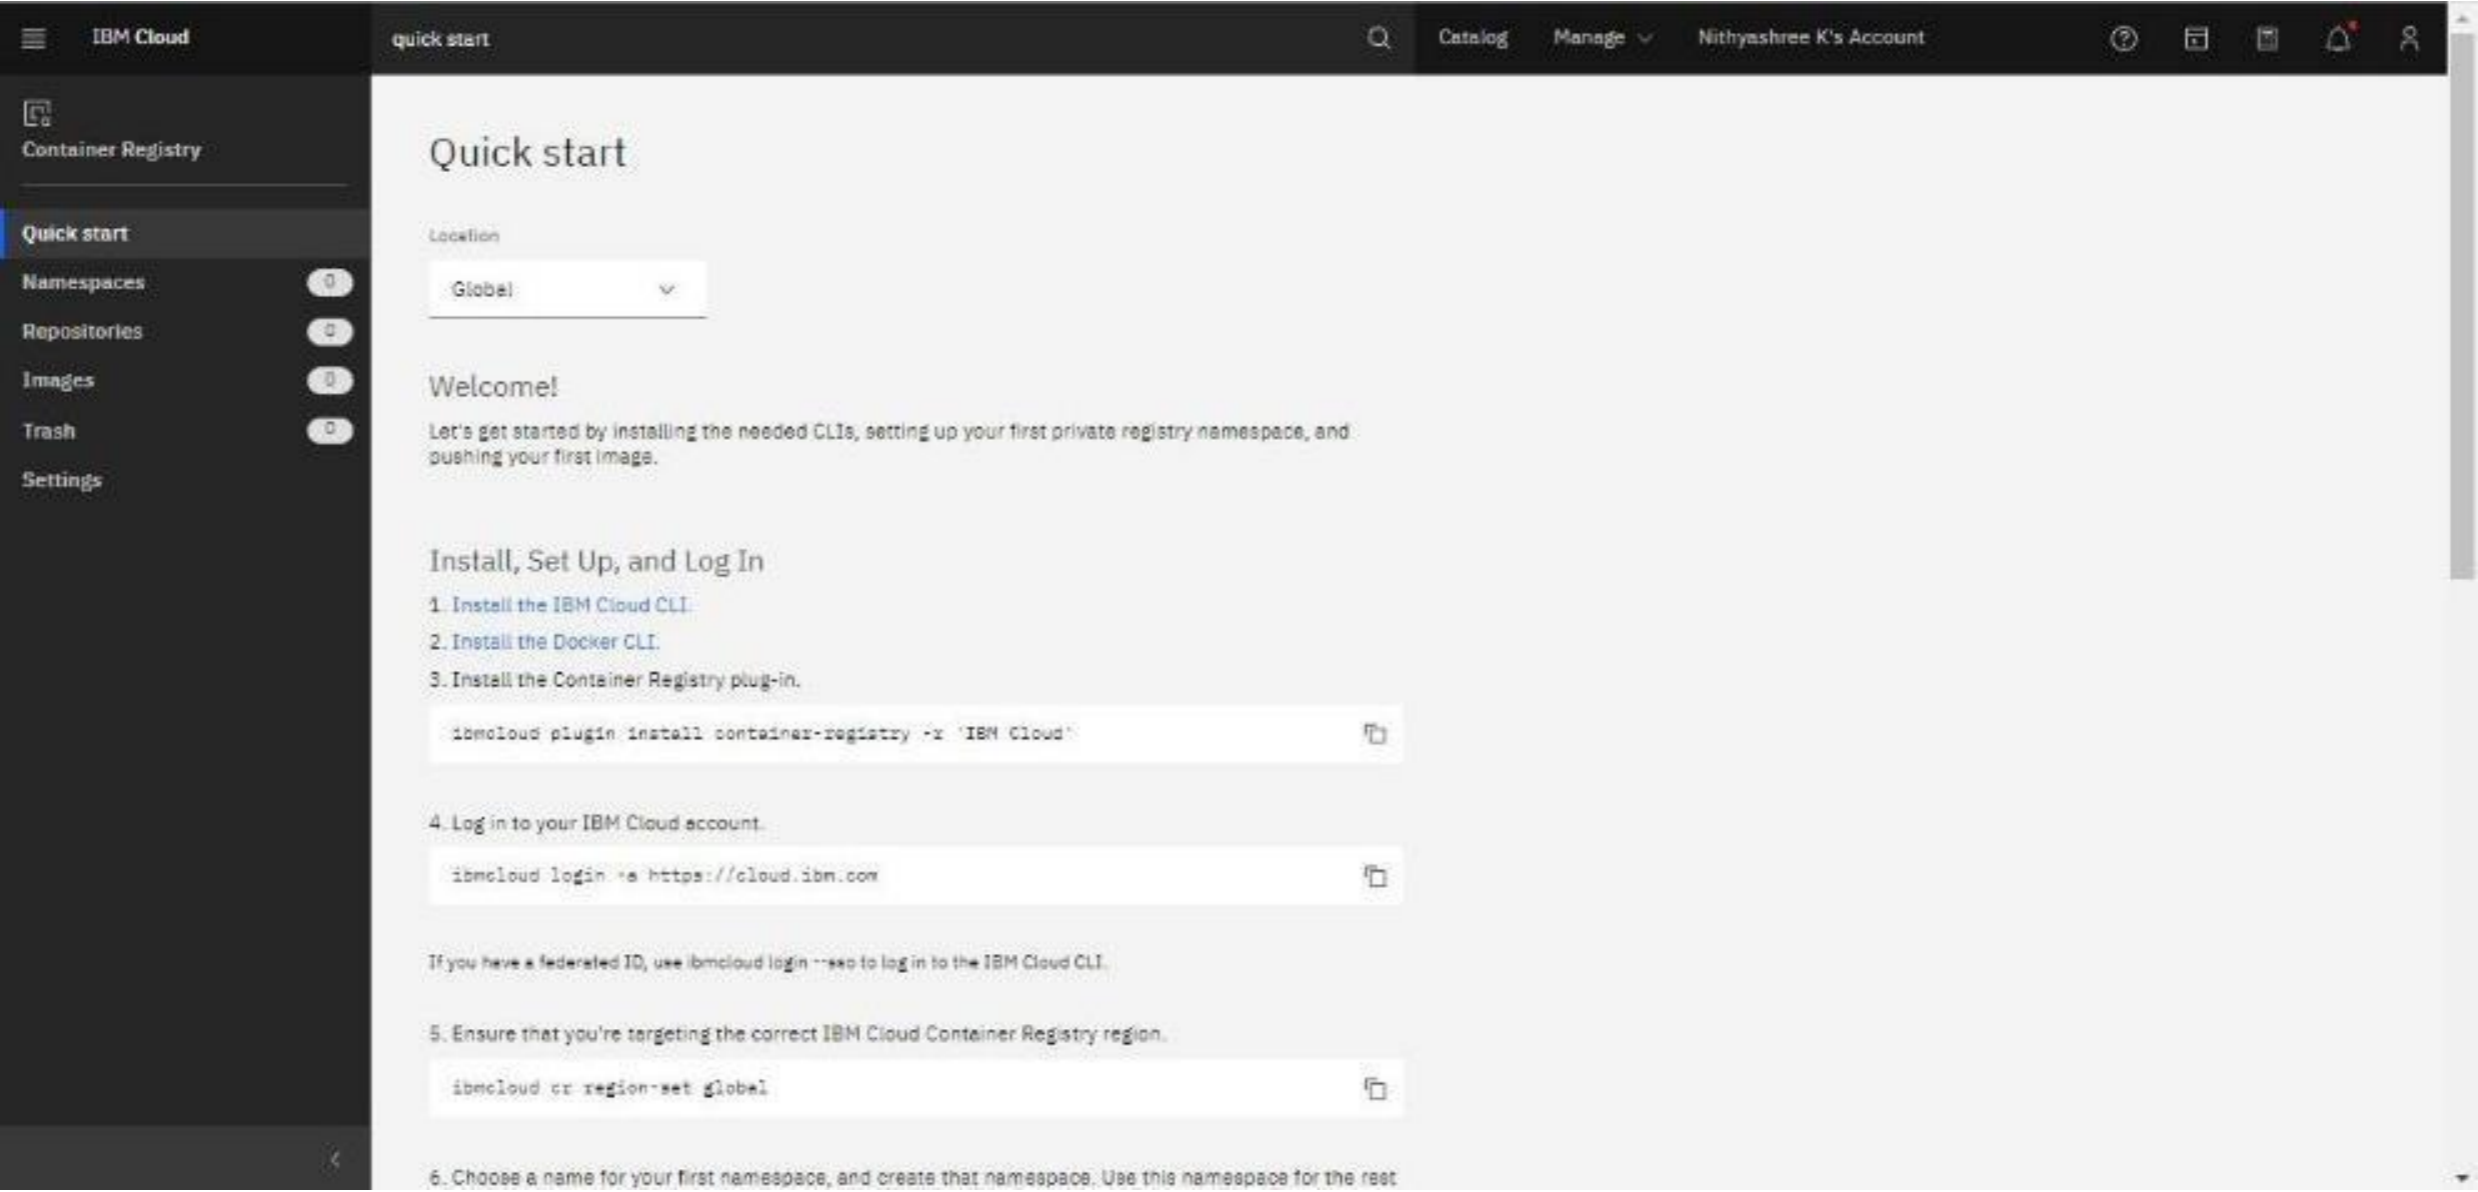 IBM Cloud
quick start
Catalog
Manage
Nithyashree K's Account
Container Registry
Quick start
Namespaces 0
Repositories 0
Images 0
Trash 0
Settings
Quick start
Location
Global
Welcome!
Let's get started by installing the needed CLIs, setting up your first private registry namespace, and
pushing your first image.
Install, Set Up, and Log In
1. Install the IBM Cloud CLI.
2. Install the Docker CLI.
3. Install the Container Registry plug-in.
ibmcloud plugin install container-registry -r 'IBM Cloud'
4. Log in to your IBM Cloud account.
ibmcloud login -a https://cloud.ibm.com
If you have a federated ID, use ibmcloud login --sso to log in to the IBM Cloud CLI.
5. Ensure that you're targeting the correct IBM Cloud Container Registry region.
ibmcloud cr region-set global
6. Choose a name for your first namespace, and create that namespace. Use this namespace for the rest